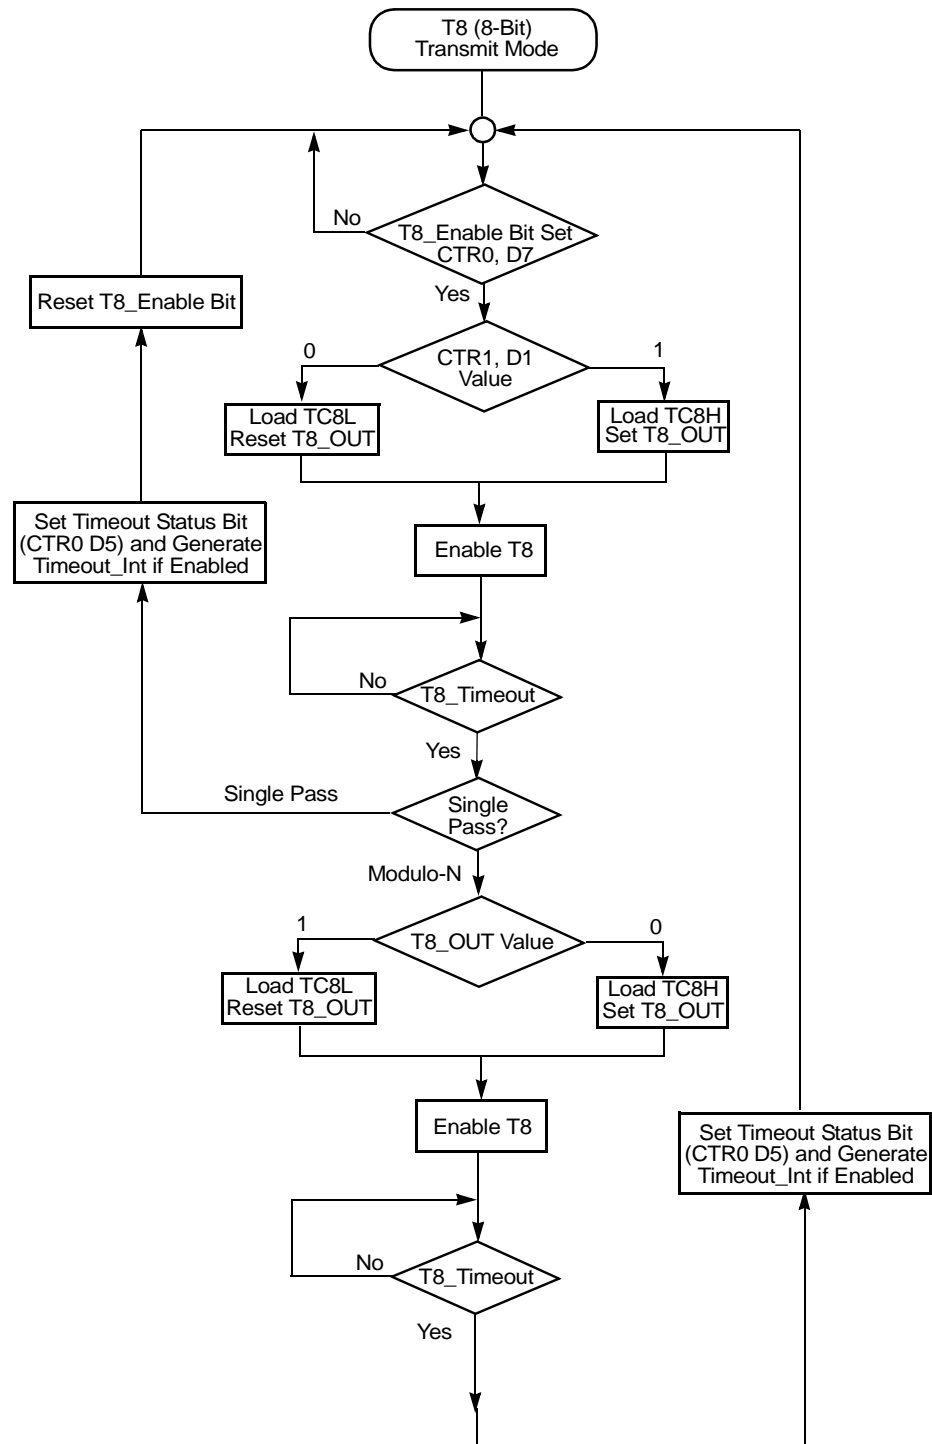 T8 (8-Bit)
Transmit Mode
No
T8_Enable Bit Set
CTR0, D7
Yes
Reset T8_Enable Bit
0
CTR1, D1
Value
1
Load TC8L
Reset T8_OUT
Load TC8H
Set T8_OUT
Set Timeout Status Bit
(CTR0 D5) and Generate
Timeout_Int if Enabled
Enable T8
No
T8_Timeout
Yes
Single Pass
Single
Pass?
Modulo-N
1
T8_OUT Value
0
Load TC8L
Reset T8_OUT
Load TC8H
Set T8_OUT
Enable T8
Set Timeout Status Bit
(CTR0 D5) and Generate
Timeout_Int if Enabled
No
T8_Timeout
Yes